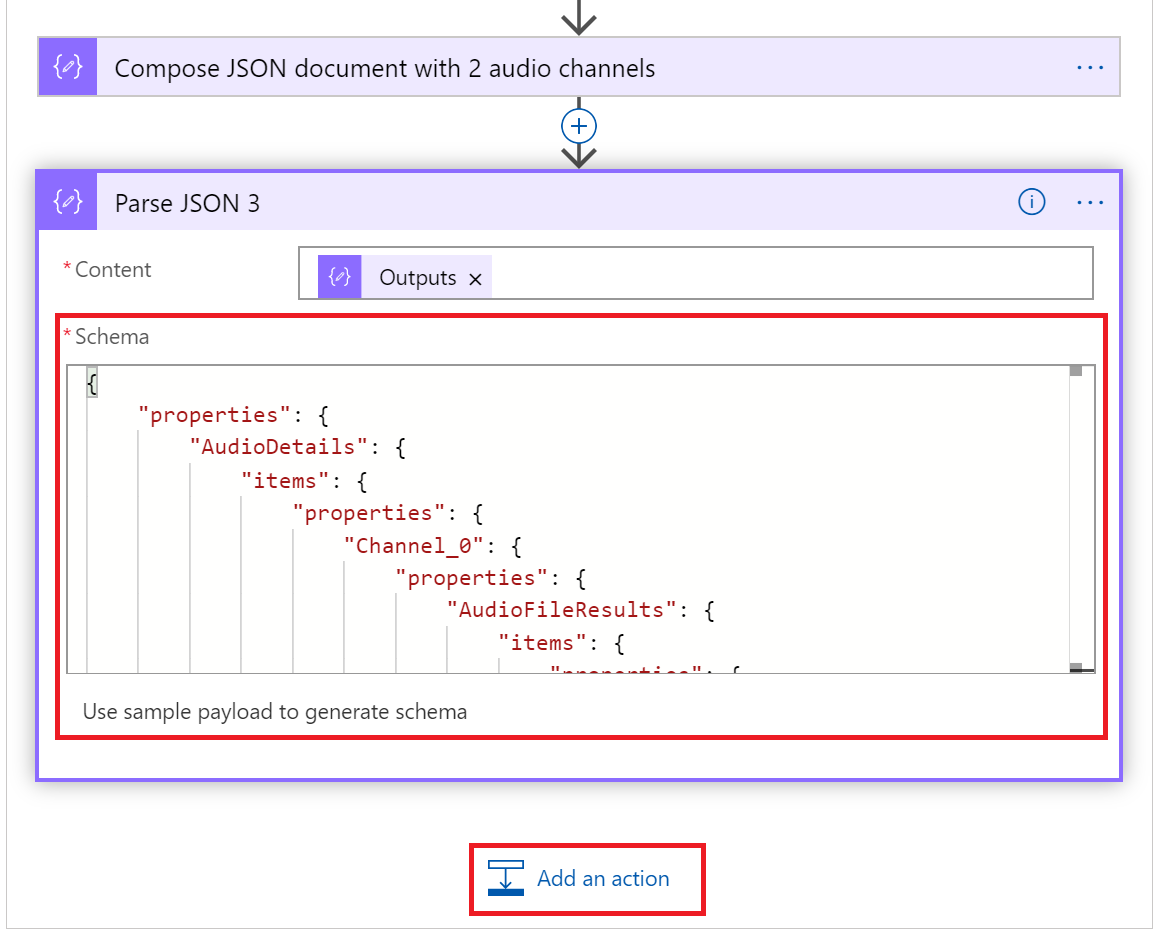 Compose JSON document with 2 audio channels
Parse JSON 3
* Content
Outputs ×
* Schema
{
"properties": {
"AudioDetails": {
"items": {
"properties": {
"Channel_0": {
"properties": {
"AudioFileResults": {
"items": {
"properties": {
Use sample payload to generate schema
Add an action